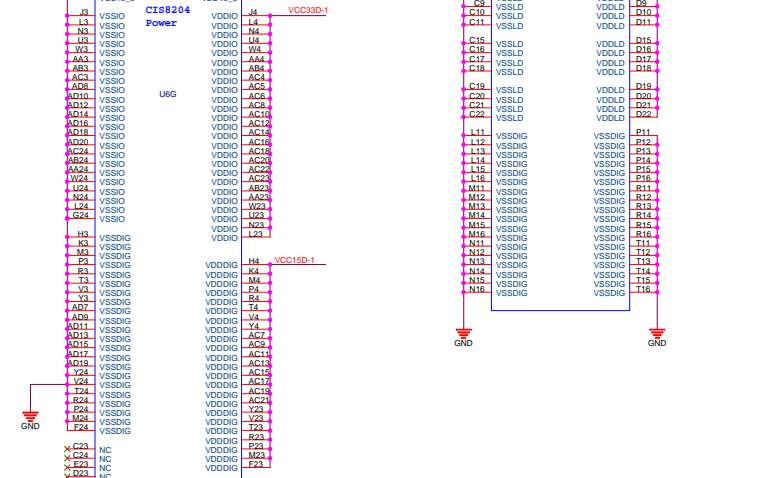 CIS8204
Power
U6G
J3 VSSIO VDDIO J4 VCC33D-1
L3 VSSIO VDDIO L4
N3 VSSIO VDDIO N4
U3 VSSIO VDDIO U4
W3 VSSIO VDDIO W4
AA3 VSSIO VDDIO AA4
AB3 VSSIO VDDIO AB4
AC3 VSSIO VDDIO AC4
AD8 VSSIO VDDIO AC5
AD10 VSSIO VDDIO AC6
AD12 VSSIO VDDIO AC8
AD14 VSSIO VDDIO AC10
AD16 VSSIO VDDIO AC12
AD18 VSSIO VDDIO AC14
AD20 VSSIO VDDIO AC16
AC24 VSSIO VDDIO AC18
AB24 VSSIO VDDIO AC20
AA24 VSSIO VDDIO AC22
W24 VSSIO VDDIO AC23
U24 VSSIO VDDIO AB23
N24 VSSIO VDDIO AA23
L24 VSSIO VDDIO W23
G24 VSSIO VDDIO U23
VDDIO N23
H3 VSSDIG VDDIO L23
K3 VSSDIG
M3 VSSDIG
P3 VSSDIG VDDDIG H4 VCC15D-1
R3 VSSDIG VDDDIG K4
T3 VSSDIG VDDDIG M4
V3 VSSDIG VDDDIG P4
Y3 VSSDIG VDDDIG R4
AD7 VSSDIG VDDDIG T4
AD9 VSSDIG VDDDIG V4
AD11 VSSDIG VDDDIG Y4
AD13 VSSDIG VDDDIG AC7
AD15 VSSDIG VDDDIG AC9
AD17 VSSDIG VDDDIG AC11
AD19 VSSDIG VDDDIG AC13
Y24 VSSDIG VDDDIG AC15
V24 VSSDIG VDDDIG AC17
T24 VSSDIG VDDDIG AC19
R24 VSSDIG VDDDIG AC21
P24 VSSDIG VDDDIG Y23
M24 VSSDIG VDDDIG V23
F24 VSSDIG VDDDIG T23
VDDDIG R23
C23 NC VDDDIG P23
C24 NC VDDDIG M23
E23 NC VDDDIG F23
D23 NC
GND
C9 VSSLD VDDLD D9
C10 VSSLD VDDLD D10
C11 VSSLD VDDLD D11
C15 VSSLD VDDLD D15
C16 VSSLD VDDLD D16
C17 VSSLD VDDLD D17
C18 VSSLD VDDLD D18
C19 VSSLD VDDLD D19
C20 VSSLD VDDLD D20
C21 VSSLD VDDLD D21
C22 VSSLD VDDLD D22
L11 VSSDIG VSSDIG P11
L12 VSSDIG VSSDIG P12
L13 VSSDIG VSSDIG P13
L14 VSSDIG VSSDIG P14
L15 VSSDIG VSSDIG P15
L16 VSSDIG VSSDIG P16
M11 VSSDIG VSSDIG R11
M12 VSSDIG VSSDIG R12
M13 VSSDIG VSSDIG R13
M14 VSSDIG VSSDIG R14
M15 VSSDIG VSSDIG R15
M16 VSSDIG VSSDIG R16
N11 VSSDIG VSSDIG T11
N12 VSSDIG VSSDIG T12
N13 VSSDIG VSSDIG T13
N14 VSSDIG VSSDIG T14
N15 VSSDIG VSSDIG T15
N16 VSSDIG VSSDIG T16
GND GND